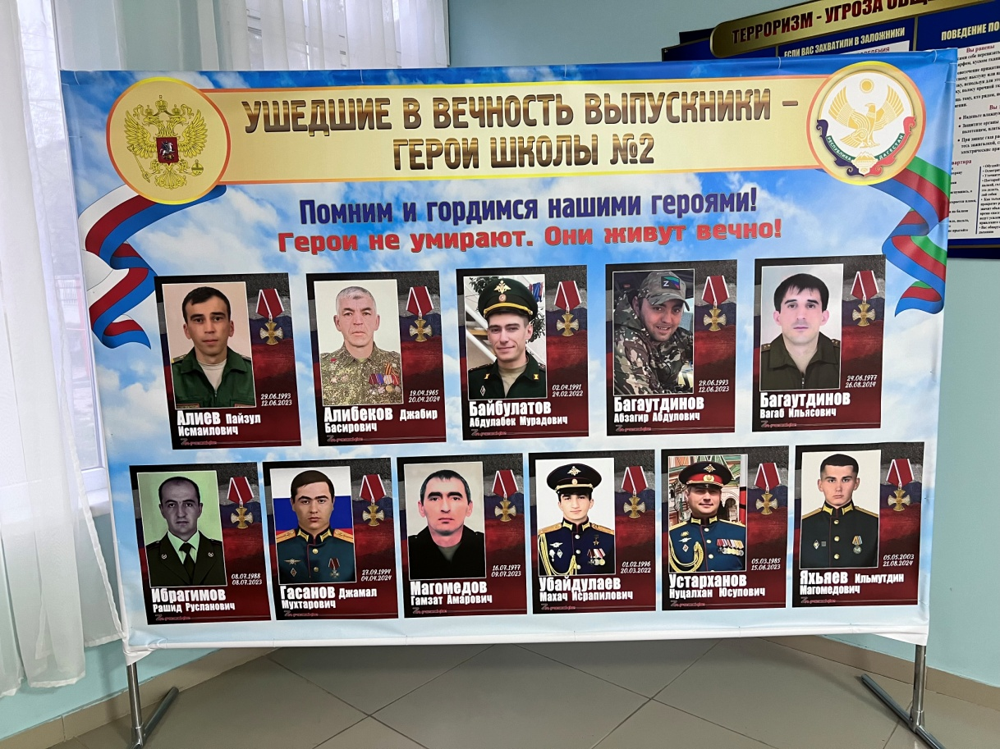 ТЕРРОРИЗМ - УГРОЗА ОБЩЕ
ЕСЛИ ВАС ЗАХВАТИЛИ В ЗАЛОЖНИКИ
ПОВЕДЕНИЕ ПО
Вы ранены
УШЕДШИЕ В ВЕЧНОСТЬ ВЫПУСКНИКИ –
ГЕРОИ ШКОЛЫ №2
РЕСПУБЛИКА ДАГЕСТАН
Помним и гордимся нашими героями!
Герои не умирают. Они живут вечно!
29.06.1993
12.06.2023
Алиев Пайзул
Исмаилович
19.04.1965
20.04.2024
Алибеков Джабир
Басирович
02.04.1991
24.02.2022
Байбулатов
Абдулабек Мурадович
Z
29.06.1993
12.06.2023
Багаутдинов
Абзагир Абдулович
24.06.1977
26.08.2014
Багаутдинов
Вагаб Ильясович
08.07.1988
08.07.2023
Ибрагимов
Рашид Русланович
27.09.1994
04.04.2024
Гасанов Джамал
Мухтарович
16.07.1977
09.07.2023
Магомедов
Гамзат Амарович
01.02.1996
20.03.2022
Убайдулаев
Махач Исрапилович
05.03.1985
15.06.2023
Устарханов
Нуцалхан Юсупович
05.05.2003
21.08.2024
Яхьяев Ильмутдин
Магомедович